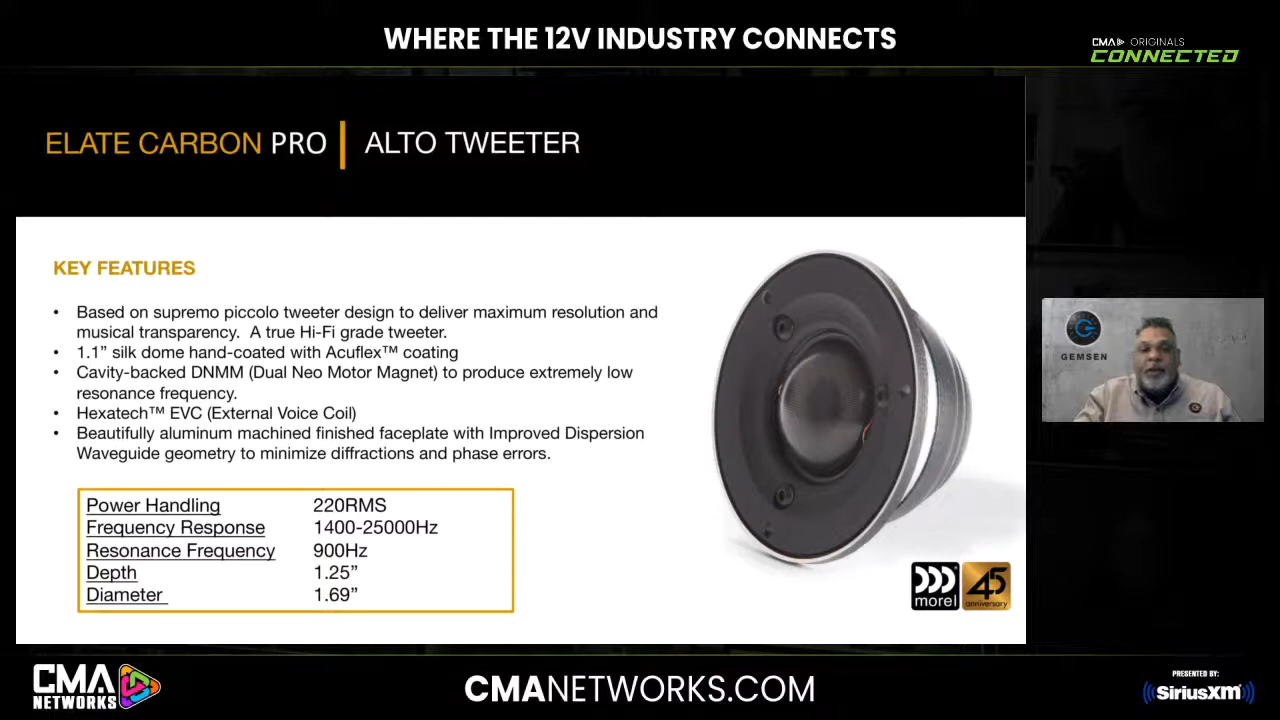 WHERE THE 12V INDUSTRY CONNECTS
CMA ORIGINALS
CONNECTED
ELATE CARBON PRO | ALTO TWEETER
KEY FEATURES
• Based on supremo piccolo tweeter design to deliver maximum resolution and
musical transparency. A true Hi-Fi grade tweeter.
• 1.1” silk dome hand-coated with Acuflex™ coating
• Cavity-backed DNMM (Dual Neo Motor Magnet) to produce extremely low
resonance frequency.
• Hexatech™ EVC (External Voice Coil)
• Beautifully aluminum machined finished faceplate with Improved Dispersion
Waveguide geometry to minimize diffractions and phase errors.
Power Handling 220RMS
Frequency Response 1400-25000Hz
Resonance Frequency 900Hz
Depth 1.25”
Diameter 1.69”
morel
45
anniversary
GEMSEN
CMA
NETWORKS
CMANETWORKS.COM
PRESENTED BY:
SiriusXM